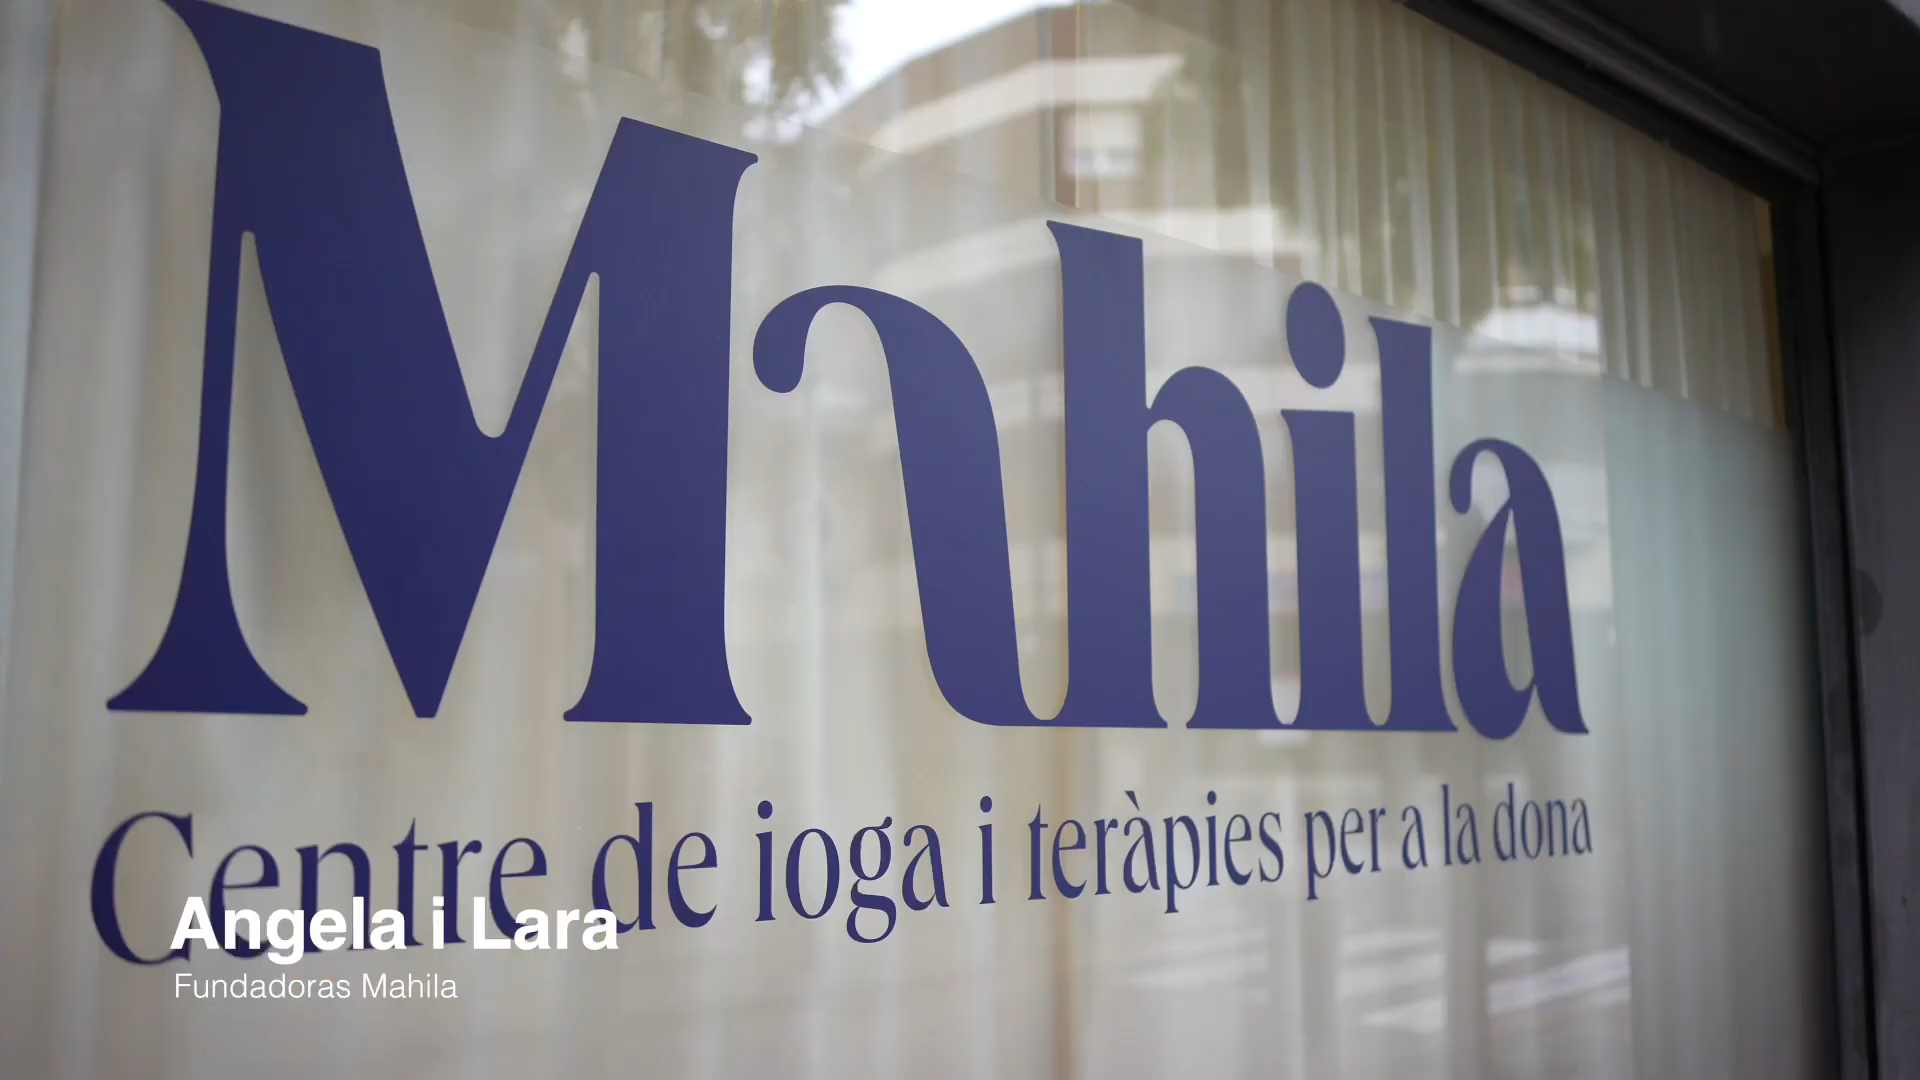 Mahila
Centre de ioga i teràpies per a la dona
Angela i Lara
Fundadoras Mahila